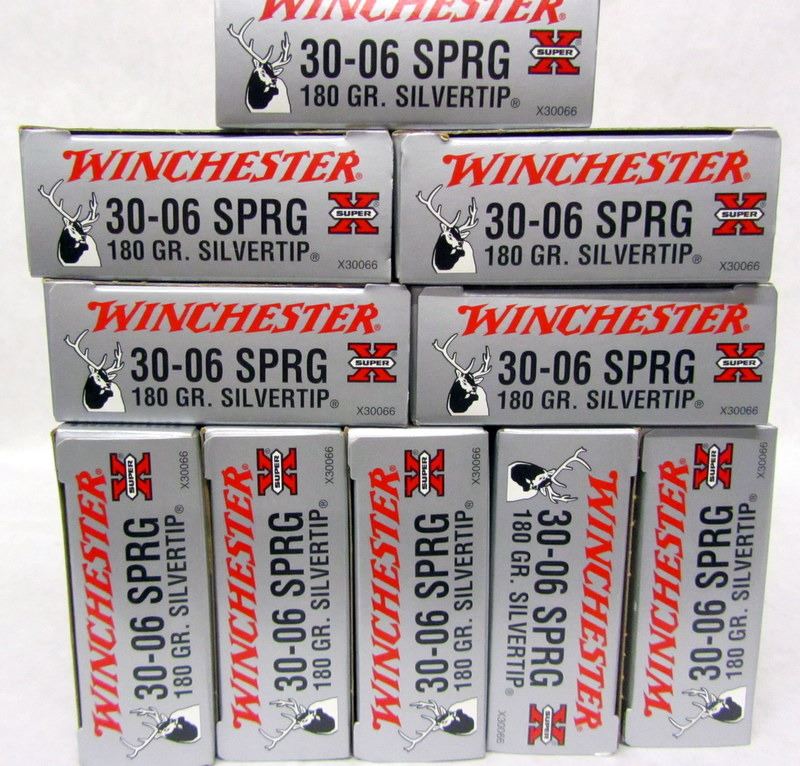 WINCHESTER®
30-06 SPRG
180 GR. SILVERTIP®
X SUPER
X30066
WINCHESTER®
30-06 SPRG
180 GR. SILVERTIP®
X SUPER
X30066
WINCHESTER®
30-06 SPRG
180 GR. SILVERTIP®
X SUPER
X30066
WINCHESTER®
30-06 SPRG
180 GR. SILVERTIP®
X SUPER
X30066
WINCHESTER®
30-06 SPRG
180 GR. SILVERTIP®
X SUPER
X30066
WINCHESTER®
30-06 SPRG
180 GR. SILVERTIP®
X SUPER
X30066
WINCHESTER®
30-06 SPRG
180 GR. SILVERTIP®
X SUPER
X30066
WINCHESTER®
30-06 SPRG
180 GR. SILVERTIP®
X SUPER
X30066
WINCHESTER®
30-06 SPRG
180 GR. SILVERTIP®
X SUPER
X30066
WINCHESTER®
30-06 SPRG
180 GR. SILVERTIP®
X SUPER
X30066